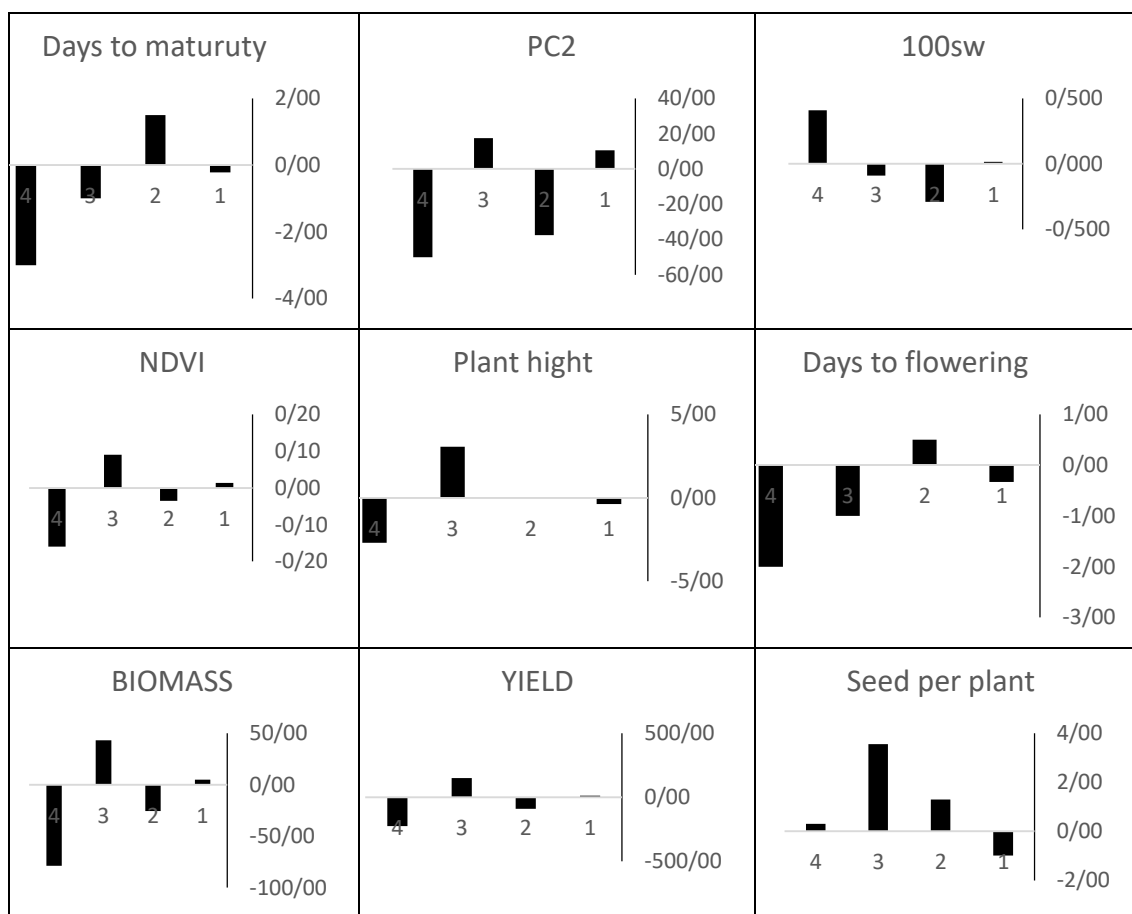 Days to maturuty
2/00
0/00
-2/00
-4/00
4 3 2 1
PC2
40/00
20/00
0/00
-20/00
-40/00
-60/00
4 3 2 1
100sw
0/500
0/000
-0/500
4 3 2 1
NDVI
0/20
0/10
0/00
-0/10
-0/20
4 3 2 1
Plant hight
5/00
0/00
-5/00
4 3 2 1
Days to flowering
1/00
0/00
-1/00
-2/00
-3/00
4 3 2 1
BIOMASS
50/00
0/00
-50/00
-100/00
4 3 2 1
YIELD
500/00
0/00
-500/00
4 3 2 1
Seed per plant
4/00
2/00
0/00
-2/00
4 3 2 1